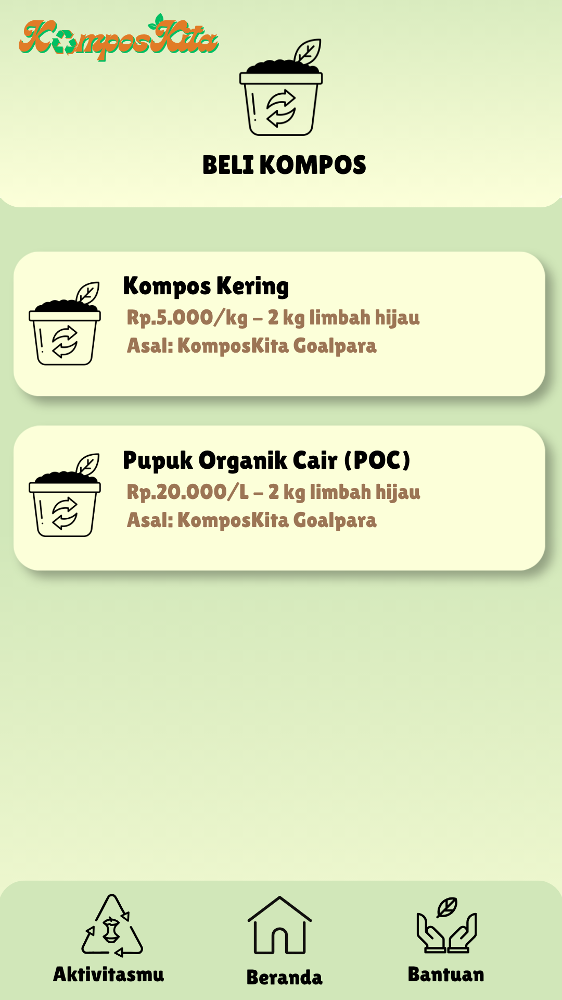 KomposKita
BELI KOMPOS
Kompos Kering
Rp.5.000/kg – 2 kg limbah hijau
Asal: KomposKita Goalpara
Pupuk Organik Cair (POC)
Rp.20.000/L – 2 kg limbah hijau
Asal: KomposKita Goalpara
Aktivitasmu
Beranda
Bantuan